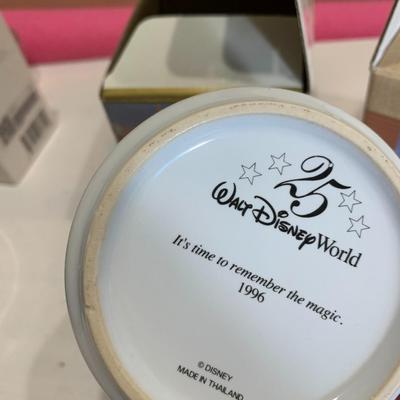 25
Walt Disney World
It's time to remember the magic.
1996
© DISNEY
MADE IN THAILAND